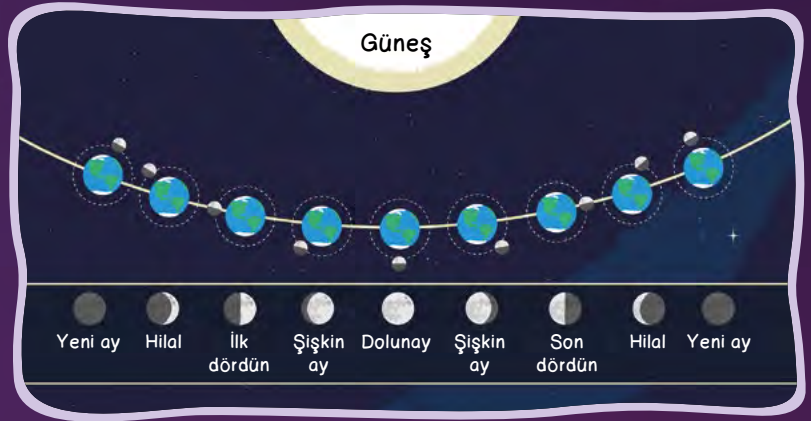 Güneş
Yeni ay
Hilal
İlk
dördün
Şişkin
ay
Dolunay
Şişkin
ay
Son
dördün
Hilal
Yeni ay